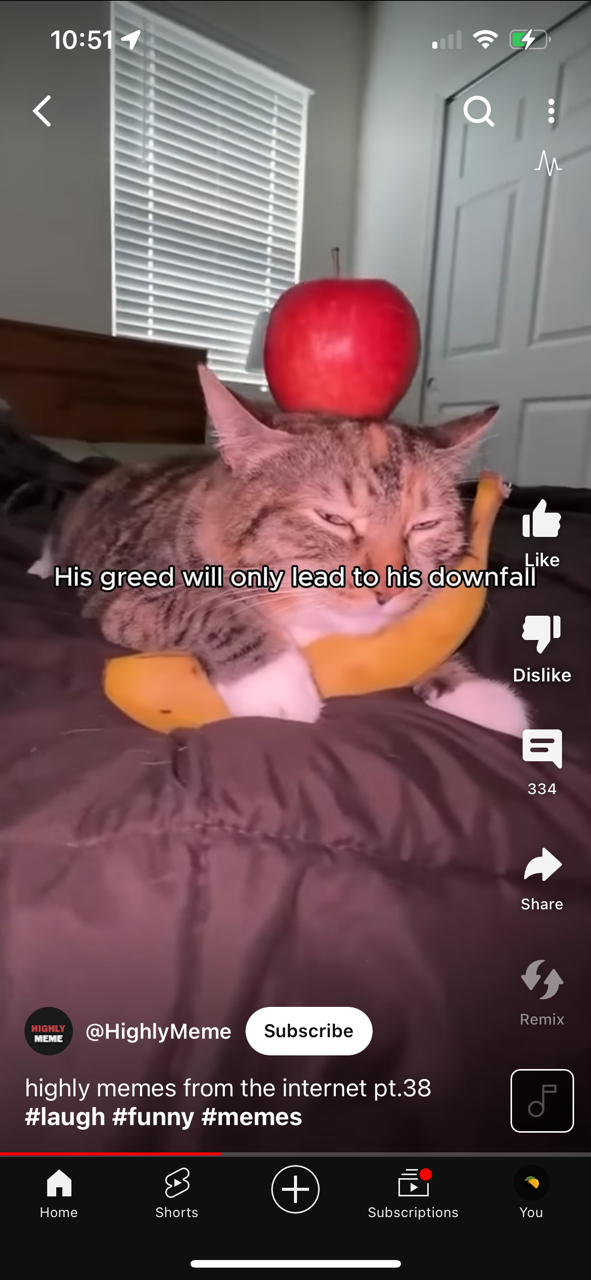 10:51
His greed will only lead to his downfall
Like
Dislike
334
Share
Remix
HIGHLY
MEME
@HighlyMeme
Subscribe
highly memes from the internet pt.38
#laugh #funny #memes
Home
Shorts
Subscriptions
You